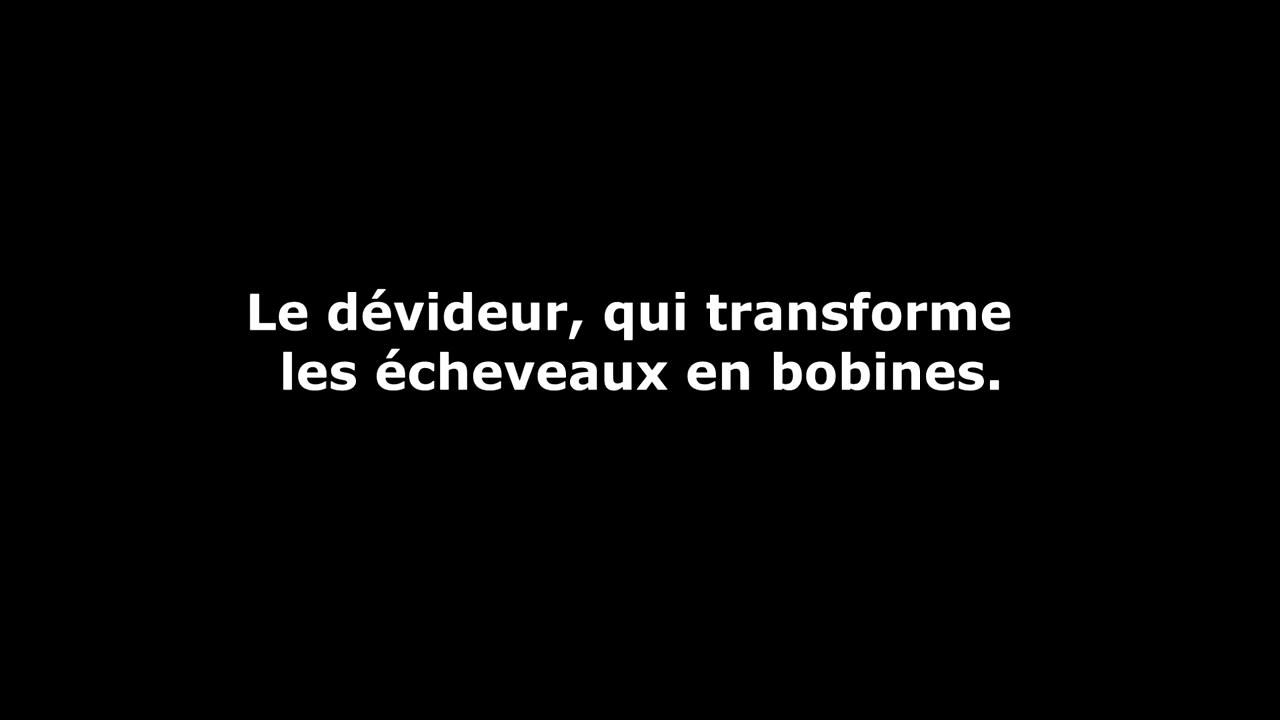 Le dévideur, qui transforme
les écheveaux en bobines.